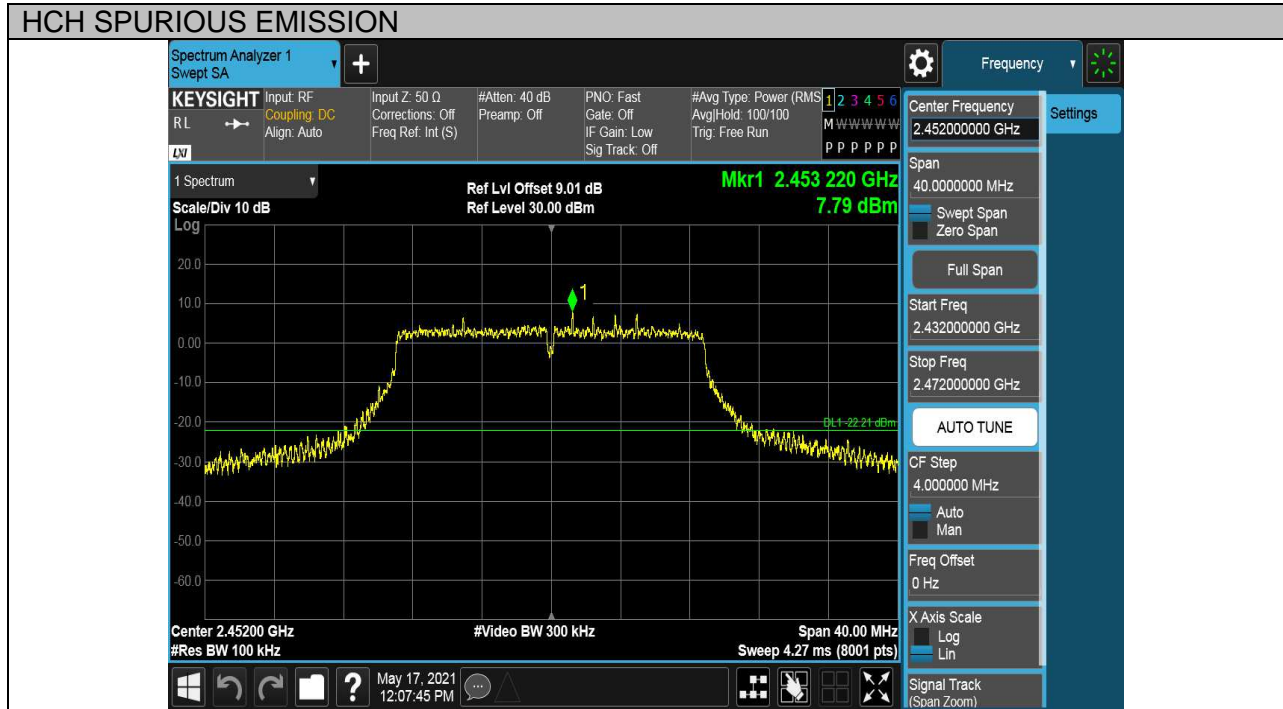 HCH SPURIOUS EMISSION
Spectrum Analyzer 1
Swept SA
+
Frequency
KEYSIGHT
RL
LXI
Input: RF
Coupling: DC
Align: Auto
Input Z: 50 Ω
Corrections: Off
Freq Ref: Int (S)
#Atten: 40 dB
Preamp: Off
PNO: Fast
Gate: Off
IF Gain: Low
Sig Track: Off
#Avg Type: Power (RMS
Avg|Hold: 100/100
Trig: Free Run
1 2 3 4 5 6
M W W W W W
P P P P P P
1 Spectrum
Scale/Div 10 dB
Log
Ref Lvl Offset 9.01 dB
Ref Level 30.00 dBm
Mkr1 2.453 220 GHz
7.79 dBm
20.0
10.0
0.00
-10.0
-20.0
-30.0
-40.0
-50.0
-60.0
1
DL1 -22.21 dBm
Center 2.45200 GHz
#Res BW 100 kHz
#Video BW 300 kHz
Span 40.00 MHz
Sweep 4.27 ms (8001 pts)
Center Frequency
2.452000000 GHz
Settings
Span
40.0000000 MHz
Swept Span
Zero Span
Full Span
Start Freq
2.432000000 GHz
Stop Freq
2.472000000 GHz
AUTO TUNE
CF Step
4.000000 MHz
Auto
Man
Freq Offset
0 Hz
X Axis Scale
Log
Lin
Signal Track
(Span Zoom)
?
May 17, 2021
12:07:45 PM